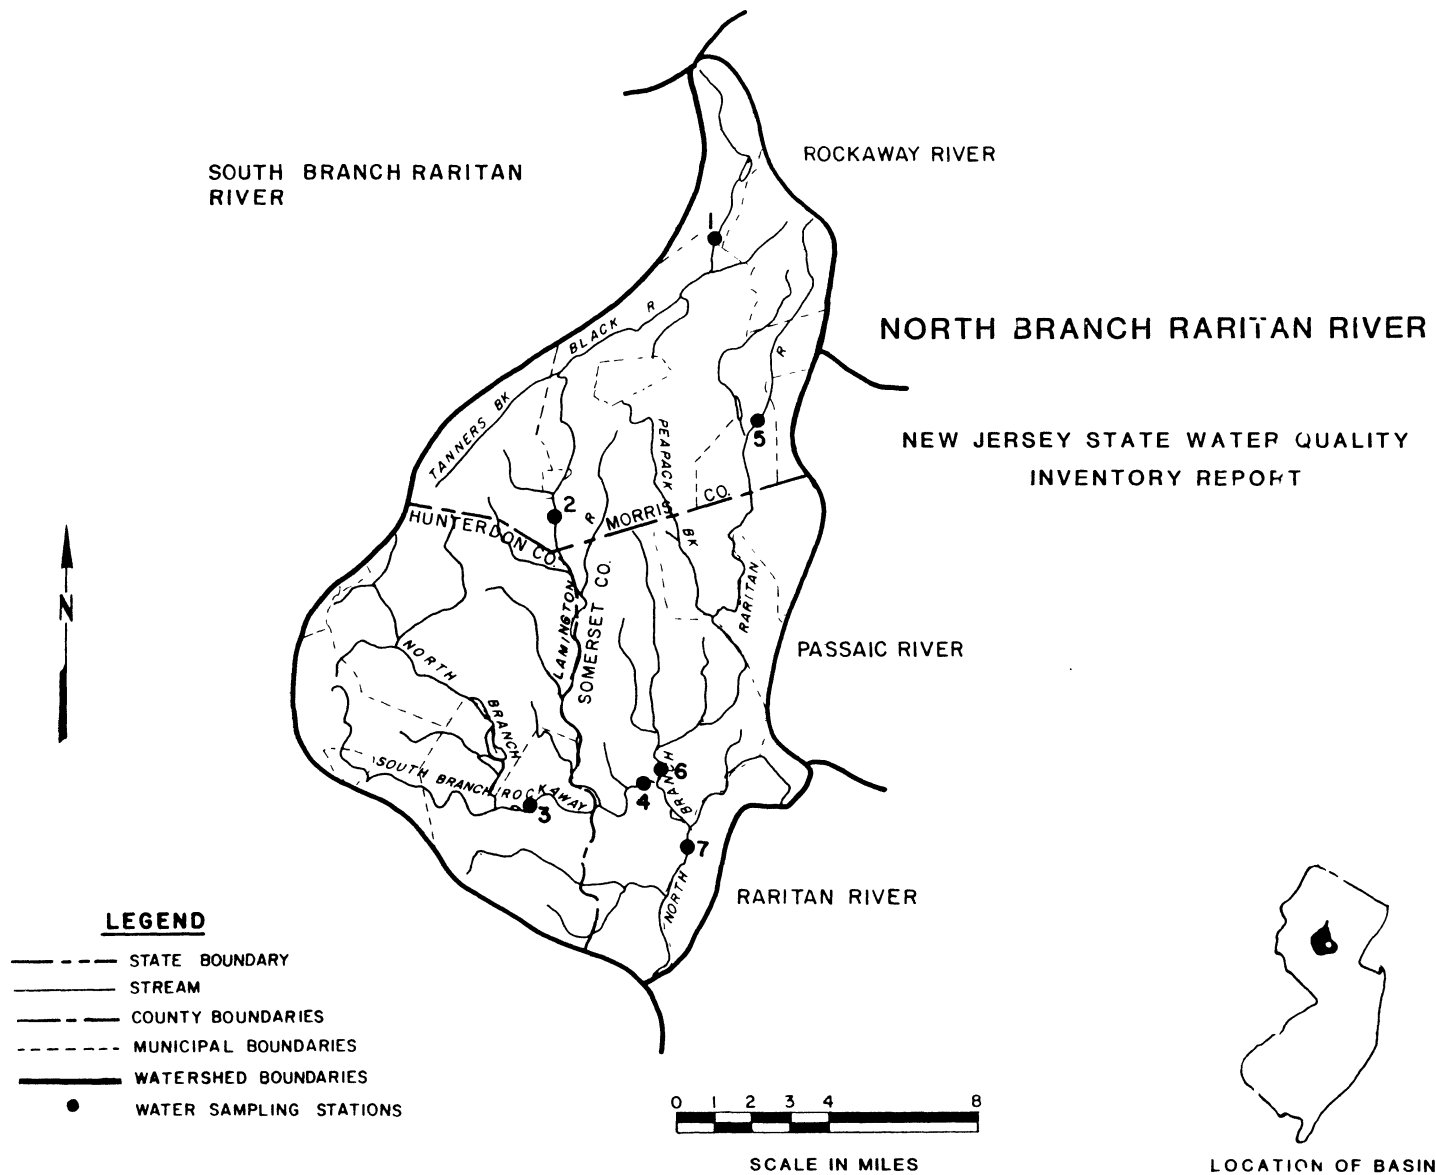 SOUTH BRANCH RARITAN
RIVER
ROCKAWAY RIVER
1
NORTH BRANCH RARITAN RIVER
BLACK R
R
TANNERS BK
PEAPACK
BK
5
NEW JERSEY STATE WATER QUALITY
INVENTORY REPORT
2
R
MORRIS CO.
HUNTERDON CO.
N
LAMINGTON
SOMERSET CO.
RARITAN
PASSAIC RIVER
NORTH
BRANCH
SOUTH BRANCH ROCKAWAY
3
4
6
BRANCH
7
NORTH
RARITAN RIVER
LEGEND
STATE BOUNDARY
STREAM
COUNTY BOUNDARIES
MUNICIPAL BOUNDARIES
WATERSHED BOUNDARIES
WATER SAMPLING STATIONS
0 1 2 3 4 8
SCALE IN MILES
LOCATION OF BASIN